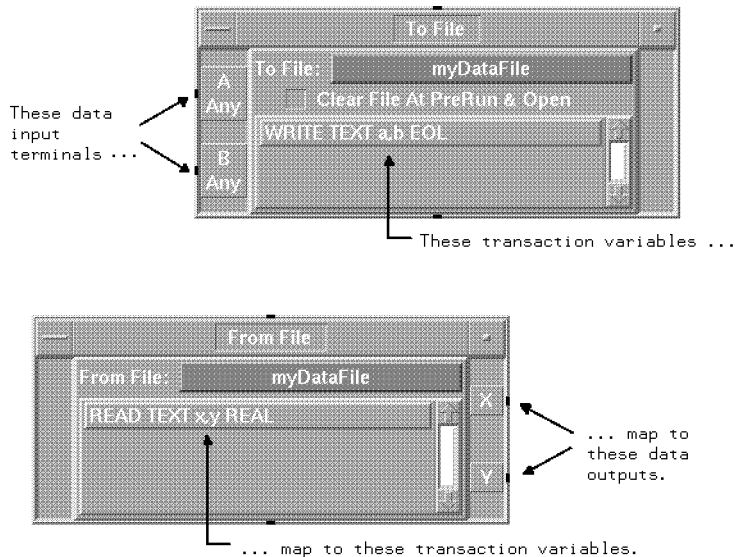 To File
A
Any
To File: myDataFile
Clear File At PreRun & Open
These data
input
terminals ...
WRITE TEXT a,b EOL
B
Any
These transaction variables ...
From File
From File: myDataFile
READ TEXT x,y REAL
X
Y
... map to
these data
outputs.
... map to these transaction variables.